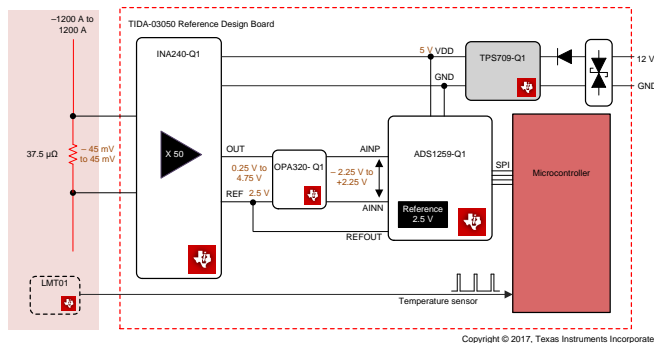 –1200 A to
1200 A
TIDA-03050 Reference Design Board
INA240-Q1
5 V VDD
TPS709-Q1
12 V
GND
GND
37.5 µΩ
– 45 mV
to 45 mV
X 50
OUT
0.25 V to
4.75 V
REF 2.5 V
OPA320- Q1
AINP
– 2.25 V to
+2.25 V
AINN
REFOUT
ADS1259-Q1
Reference
2.5 V
SPI
Microcontroller
LMT01
Temperature sensor
Copyright © 2017, Texas Instruments Incorporate